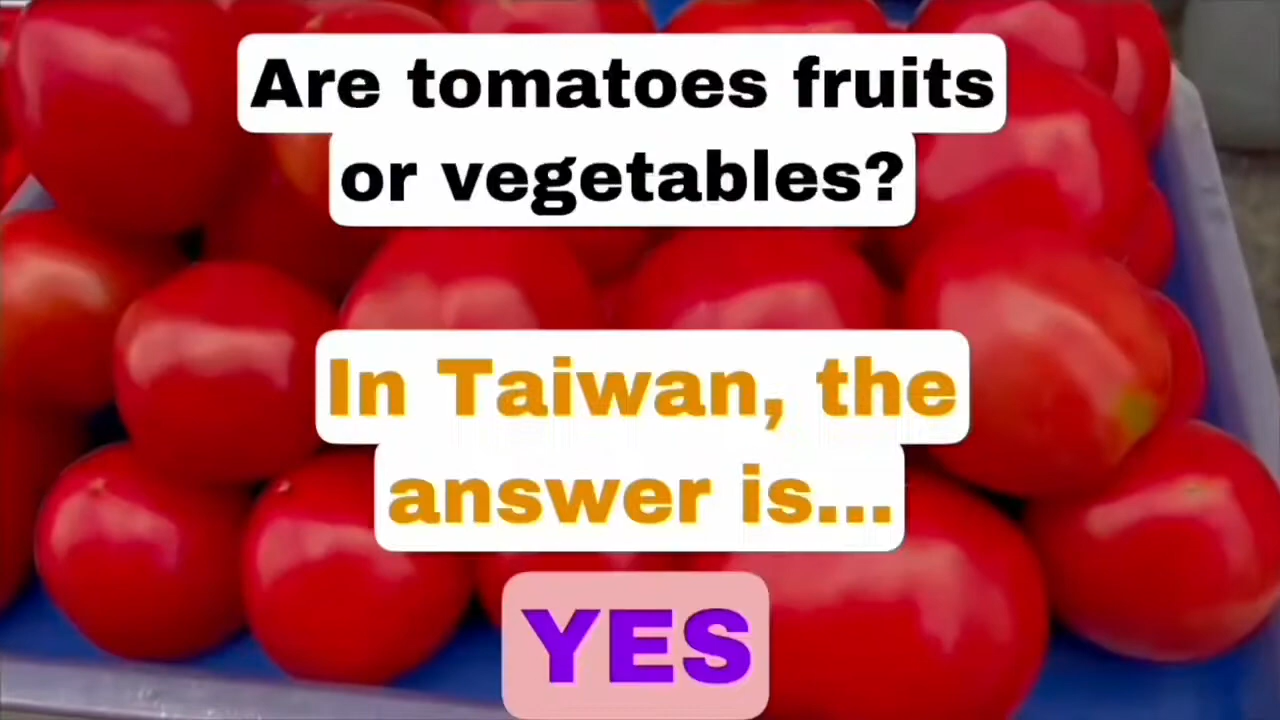 Are tomatoes fruits
or vegetables?
In Taiwan, the
answer is...
YES